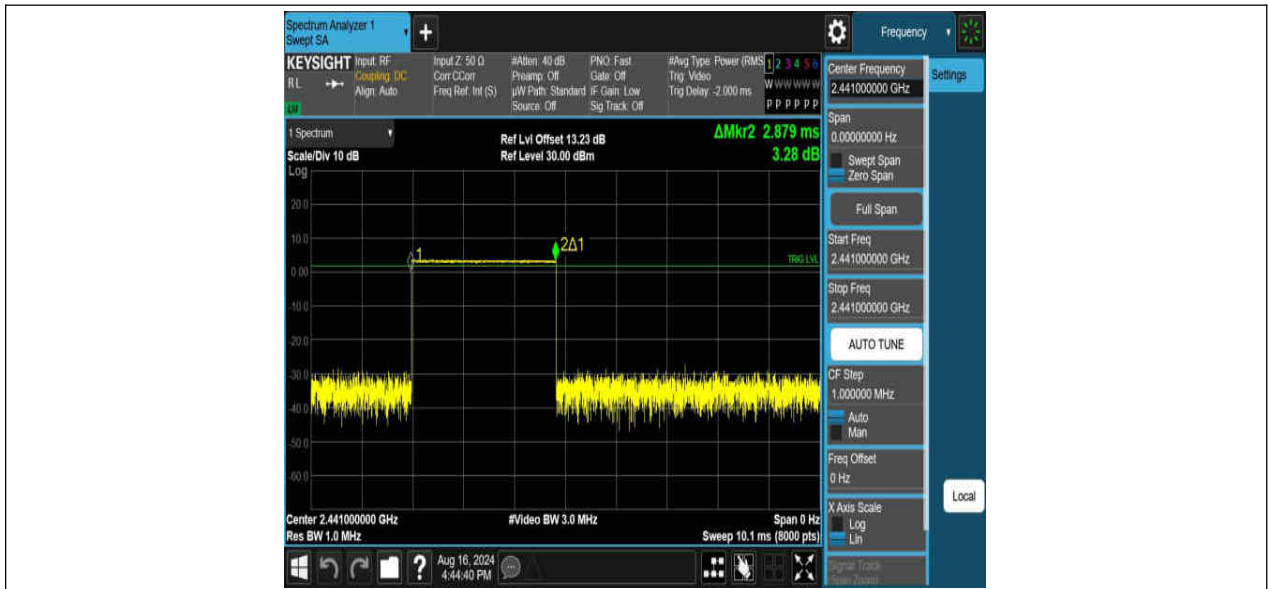 Spectrum Analyzer 1
Swept SA
+
Frequency
KEYSIGHT
RL
LXI
Input: RF
Coupling: DC
Align: Auto
Input Z: 50 Ω
Corr CCorr
Freq Ref: Int (S)
#Atten: 40 dB
Preamp: Off
µW Path: Standard
Source: Off
PNO: Fast
Gate: Off
IF Gain: Low
Sig Track: Off
#Avg Type: Power (RMS
Trig: Video
Trig Delay: -2.000 ms
1 2 3 4 5 6
W W W W W W
P P P P P P
1 Spectrum
Scale/Div 10 dB
Log
Ref Lvl Offset 13.23 dB
Ref Level 30.00 dBm
ΔMkr2 2.879 ms
3.28 dB
20.0
10.0
0.00
-10.0
-20.0
-30.0
-40.0
-50.0
-60.0
1
2Δ1
TRIG LVL
Center 2.441000000 GHz
Res BW 1.0 MHz
#Video BW 3.0 MHz
Span 0 Hz
Sweep 10.1 ms (8000 pts)
Center Frequency
2.441000000 GHz
Settings
Span
0.00000000 Hz
Swept Span
Zero Span
Full Span
Start Freq
2.441000000 GHz
Stop Freq
2.441000000 GHz
AUTO TUNE
CF Step
1.000000 MHz
Auto
Man
Freq Offset
0 Hz
X Axis Scale
Log
Lin
Signal Track
(Span Zoom)
Local
?
Aug 16, 2024
4:44:40 PM